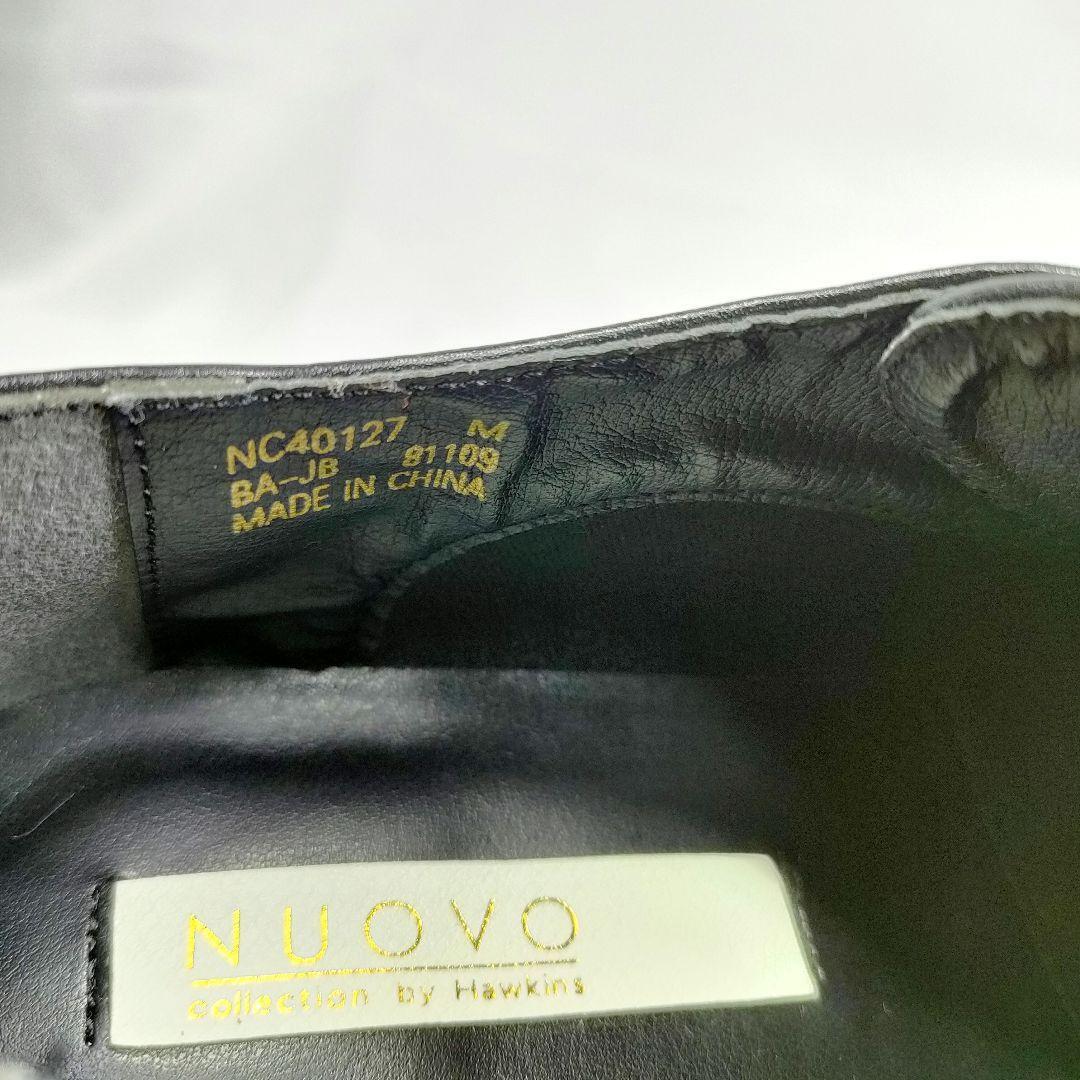 NC40127 M
BA-JB 81109
MADE IN CHINA
NUOVO
collection by Hawkins